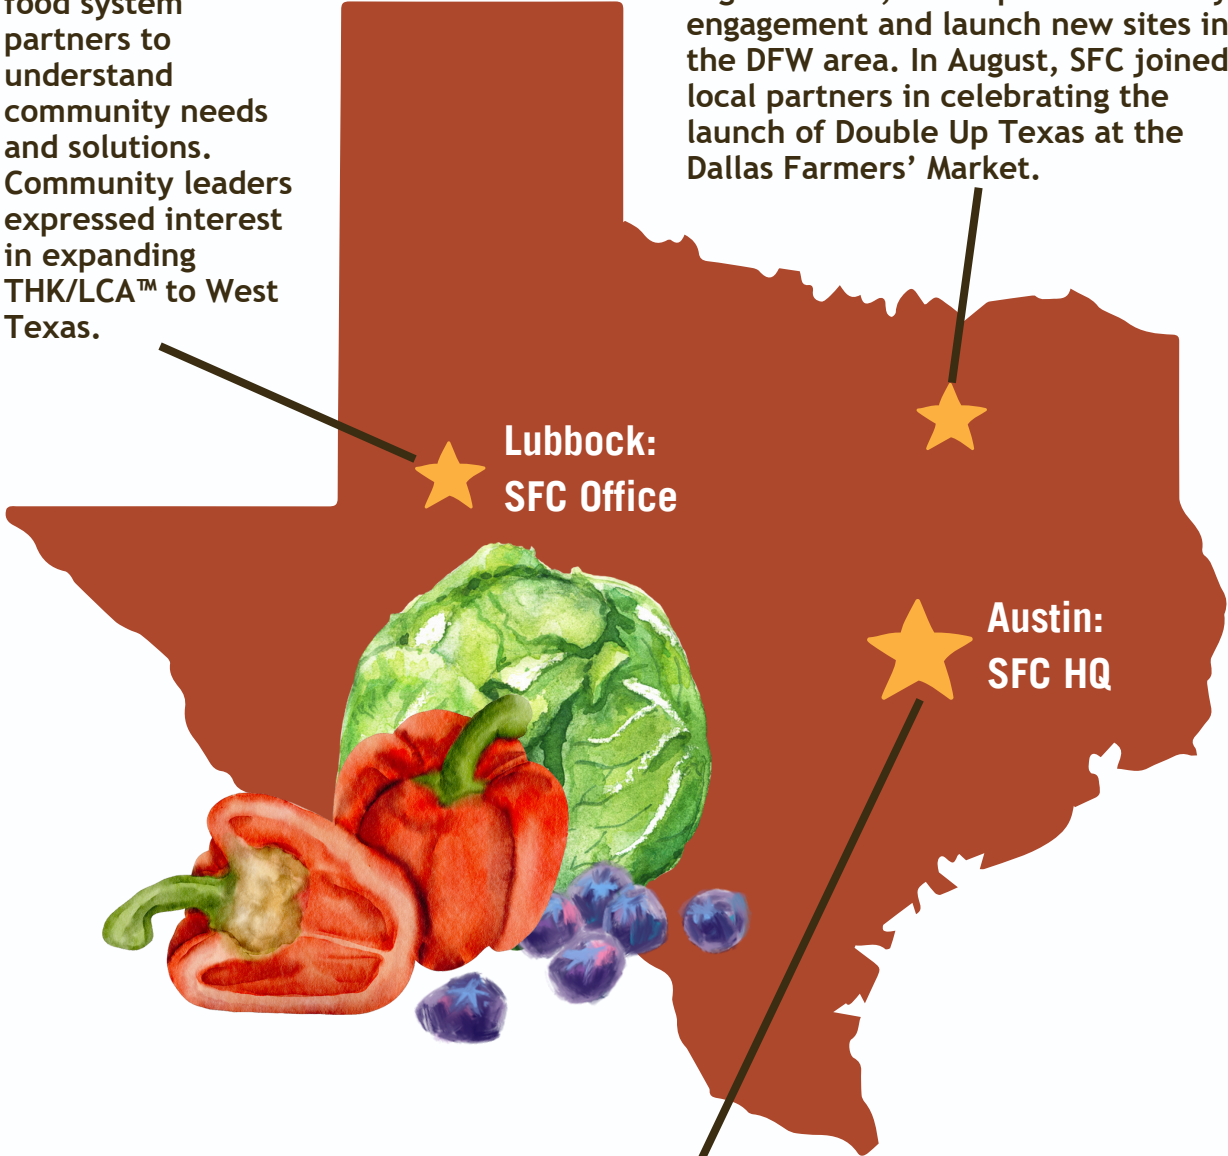 food system
partners to
understand
community needs
and solutions.
Community leaders
expressed interest
in expanding
THK/LCA™ to West
Texas.
engagement and launch new sites in
the DFW area. In August, SFC joined
local partners in celebrating the
launch of Double Up Texas at the
Dallas Farmers’ Market.
Lubbock:
SFC Office
Austin:
SFC HQ